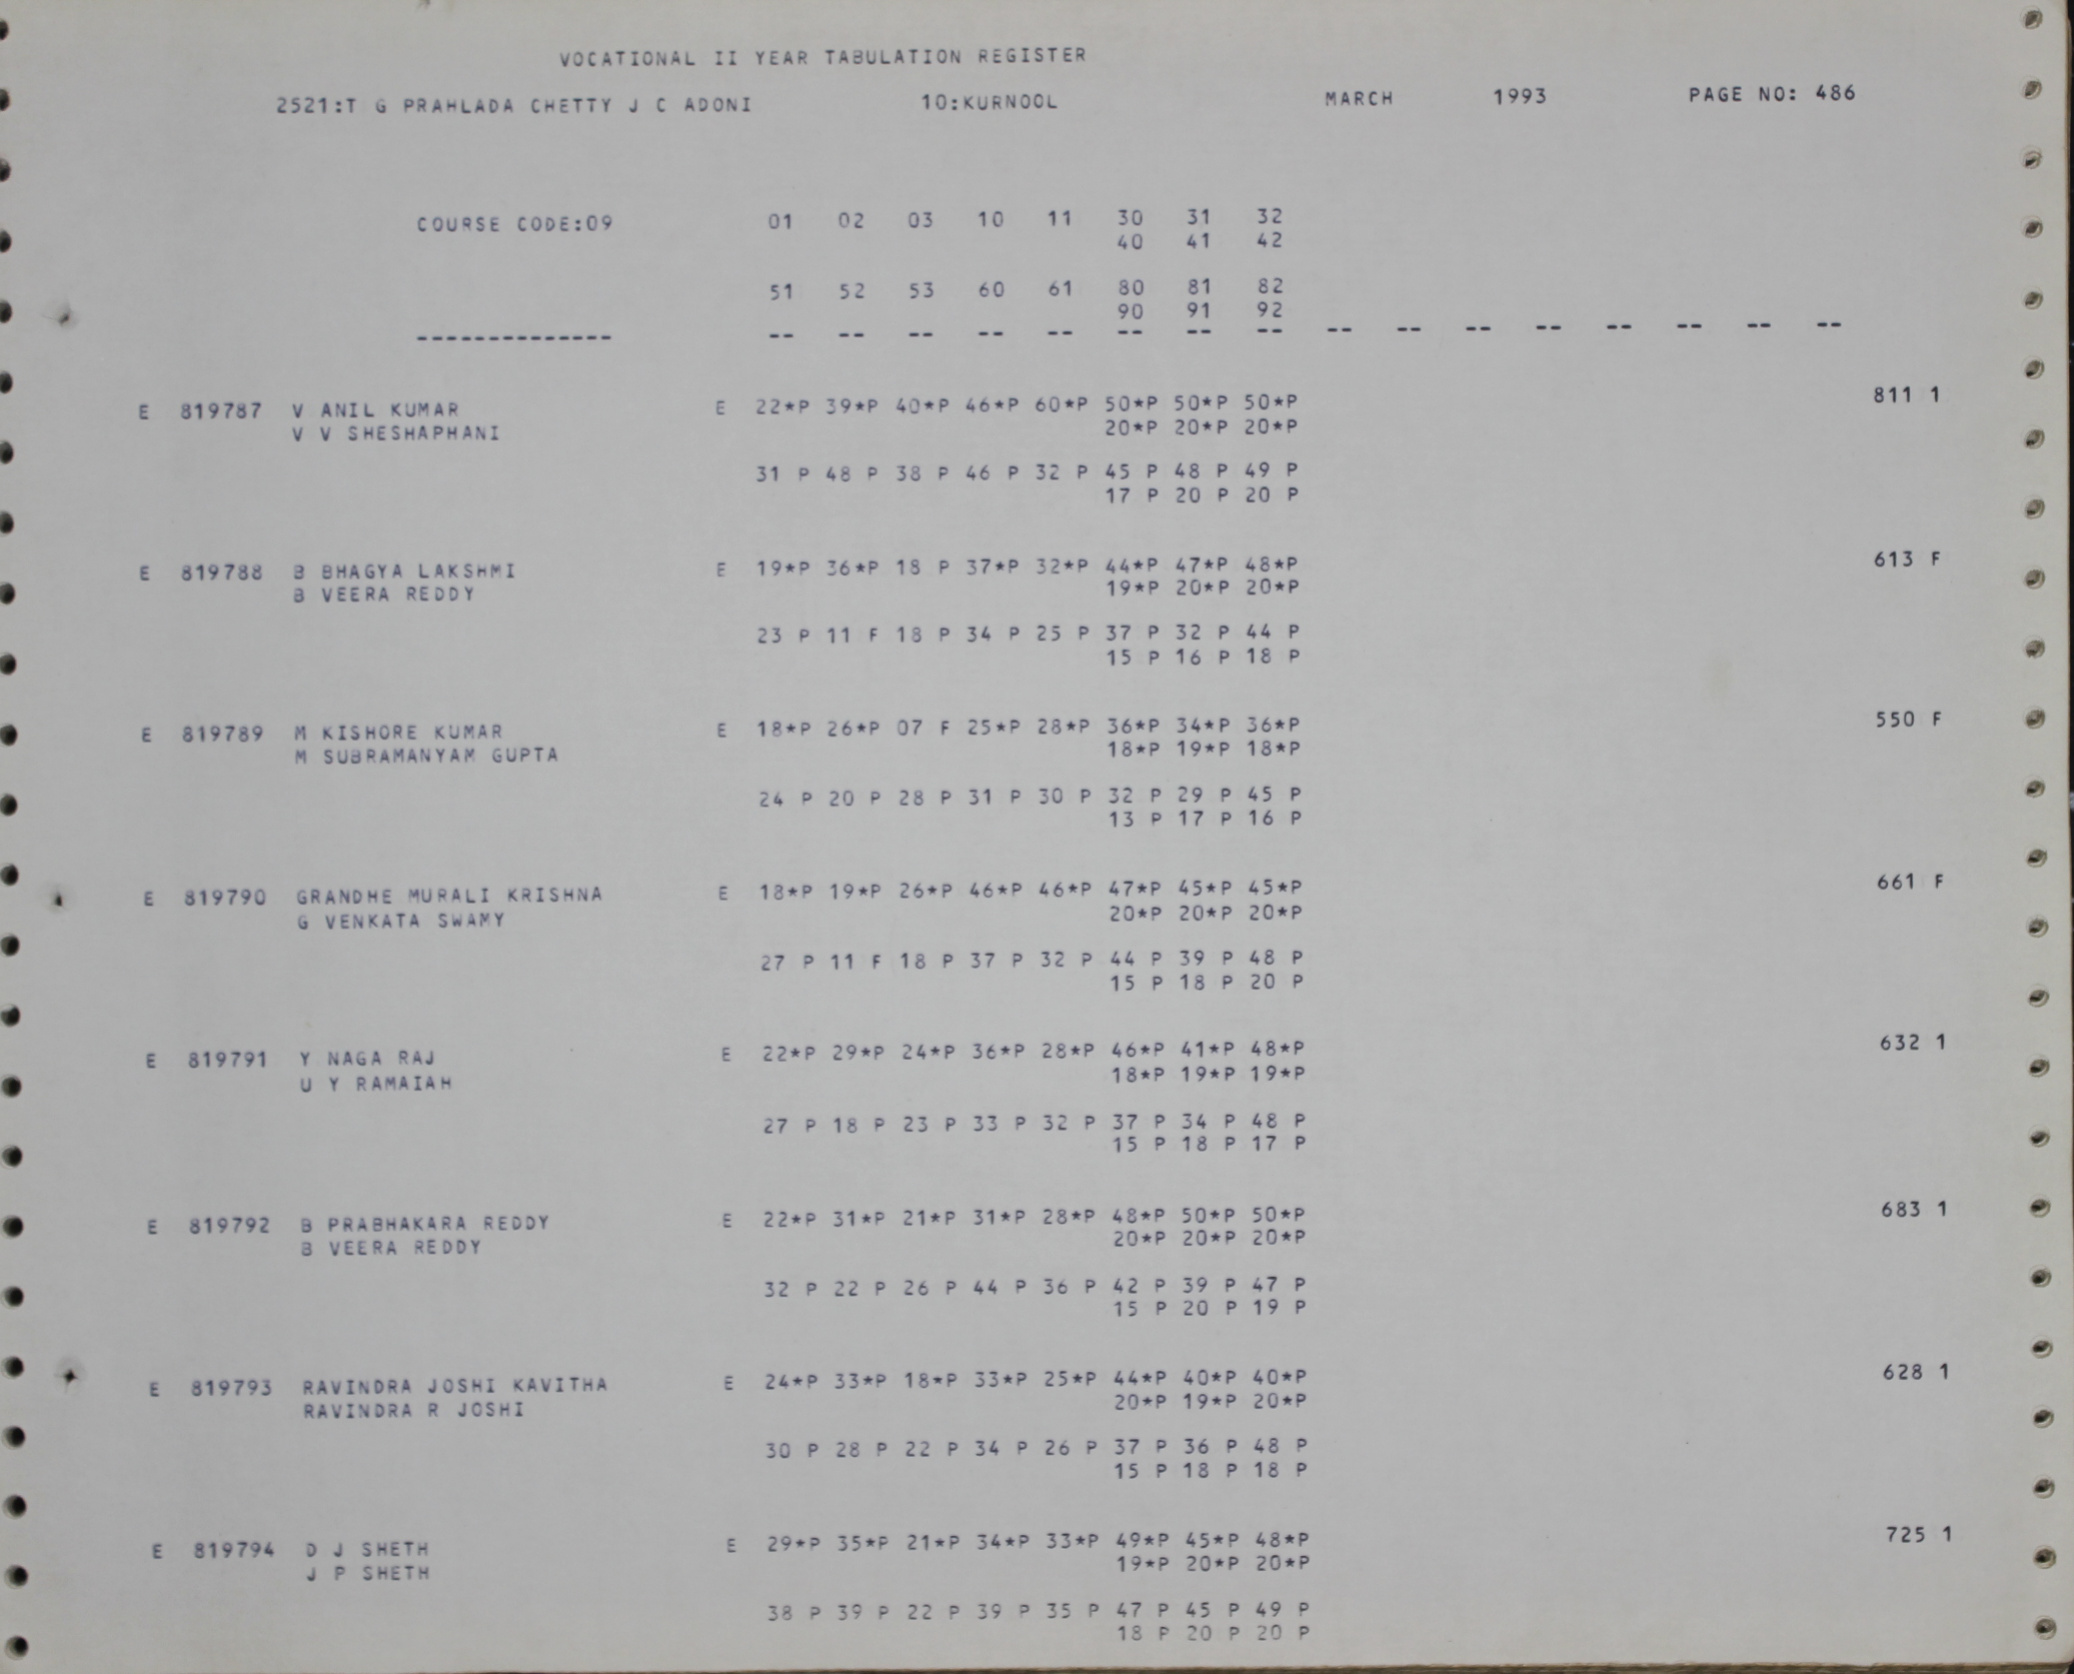 VOCATIONAL II YEAR TABULATION REGISTER
2521:T G PRAHLADA CHETTY J C ADONI 10:KURNOOL MARCH 1993 PAGE NO: 486
COURSE CODE:09 01 02 03 10 11 30 31 32
40 41 42
51 52 53 60 61 80 81 82
90 91 92
-------------- -- -- -- -- -- -- -- -- -- -- -- -- -- -- -- --
E 819787 V ANIL KUMAR E 22*P 39*P 40*P 46*P 60*P 50*P 50*P 50*P 811 1
V V SHESHAPHANI 20*P 20*P 20*P
31 P 48 P 38 P 46 P 32 P 45 P 48 P 49 P
17 P 20 P 20 P
E 819788 B BHAGYA LAKSHMI E 19*P 36*P 18 P 37*P 32*P 44*P 47*P 48*P 613 F
B VEERA REDDY 19*P 20*P 20*P
23 P 11 F 18 P 34 P 25 P 37 P 32 P 44 P
15 P 16 P 18 P
E 819789 M KISHORE KUMAR E 18*P 26*P 07 F 25*P 28*P 36*P 34*P 36*P 550 F
M SUBRAMANYAM GUPTA 18*P 19*P 18*P
24 P 20 P 28 P 31 P 30 P 32 P 29 P 45 P
13 P 17 P 16 P
E 819790 GRANDHE MURALI KRISHNA E 18*P 19*P 26*P 46*P 46*P 47*P 45*P 45*P 661 F
G VENKATA SWAMY 20*P 20*P 20*P
27 P 11 F 18 P 37 P 32 P 44 P 39 P 48 P
15 P 18 P 20 P
E 819791 Y NAGA RAJ E 22*P 29*P 24*P 36*P 28*P 46*P 41*P 48*P 632 1
U Y RAMAIAH 18*P 19*P 19*P
27 P 18 P 23 P 33 P 32 P 37 P 34 P 48 P
15 P 18 P 17 P
E 819792 B PRABHAKARA REDDY E 22*P 31*P 21*P 31*P 28*P 48*P 50*P 50*P 683 1
B VEERA REDDY 20*P 20*P 20*P
32 P 22 P 26 P 44 P 36 P 42 P 39 P 47 P
15 P 20 P 19 P
E 819793 RAVINDRA JOSHI KAVITHA E 24*P 33*P 18*P 33*P 25*P 44*P 40*P 40*P 628 1
RAVINDRA R JOSHI 20*P 19*P 20*P
30 P 28 P 22 P 34 P 26 P 37 P 36 P 48 P
15 P 18 P 18 P
E 819794 D J SHETH E 29*P 35*P 21*P 34*P 33*P 49*P 45*P 48*P 725 1
J P SHETH 19*P 20*P 20*P
38 P 39 P 22 P 39 P 35 P 47 P 45 P 49 P
18 P 20 P 20 P